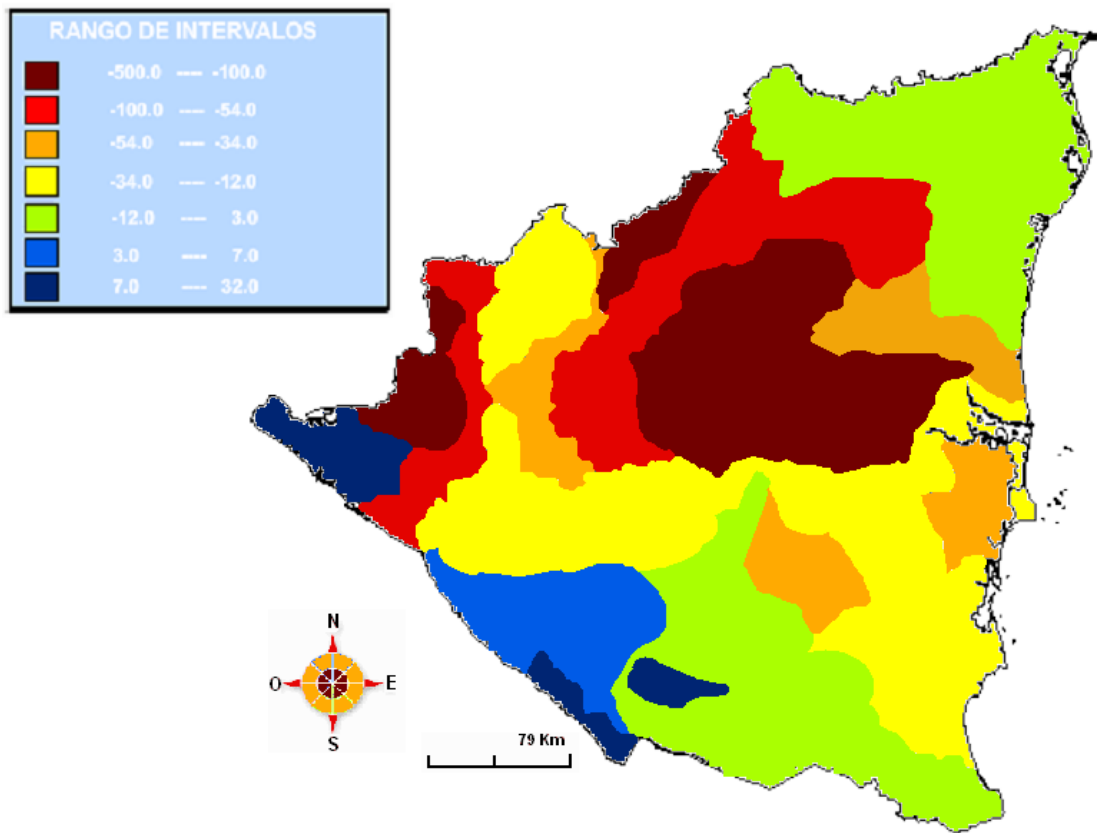 RANGO DE INTERVALOS
-500.0 ---- -100.0
-100.0 ---- -54.0
-54.0 ---- -34.0
-34.0 ---- -12.0
-12.0 ---- 3.0
3.0 ---- 7.0
7.0 ---- 32.0
N
O E
S
79 Km